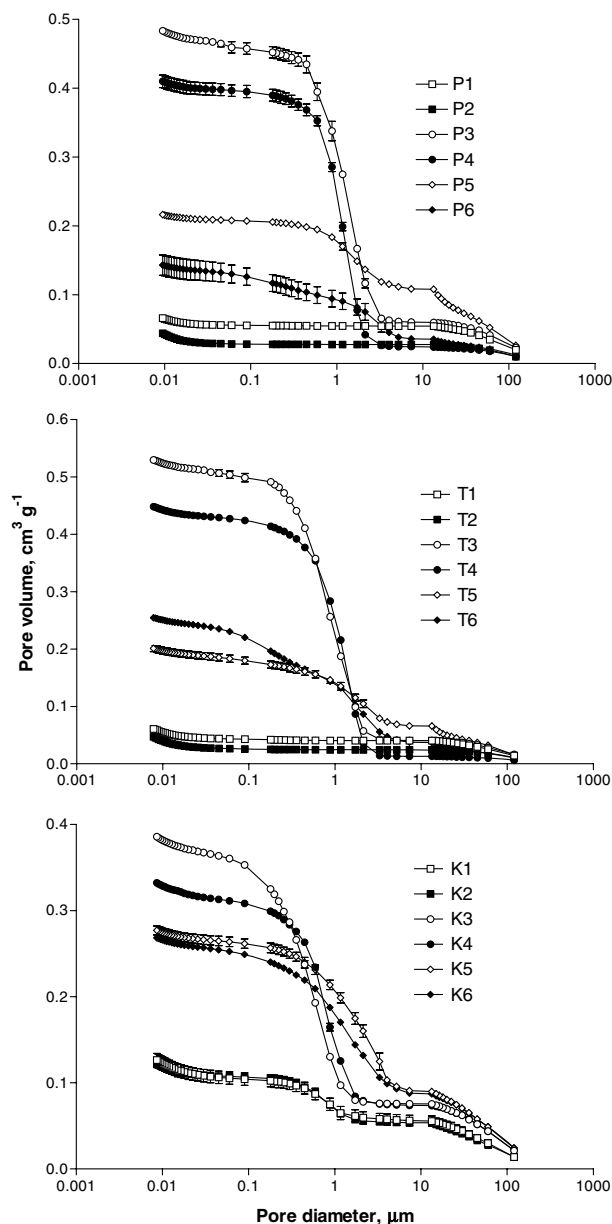 0.5
0.4
0.3
0.2
0.1
0.0
P1
P2
P3
P4
P5
P6
0.001 0.01 0.1 1 10 100 1000
Pore volume, cm³ g⁻¹
0.6
0.5
0.4
0.3
0.2
0.1
0.0
T1
T2
T3
T4
T5
T6
0.001 0.01 0.1 1 10 100 1000
0.4
0.3
0.2
0.1
0.0
K1
K2
K3
K4
K5
K6
0.001 0.01 0.1 1 10 100 1000
Pore diameter, μm